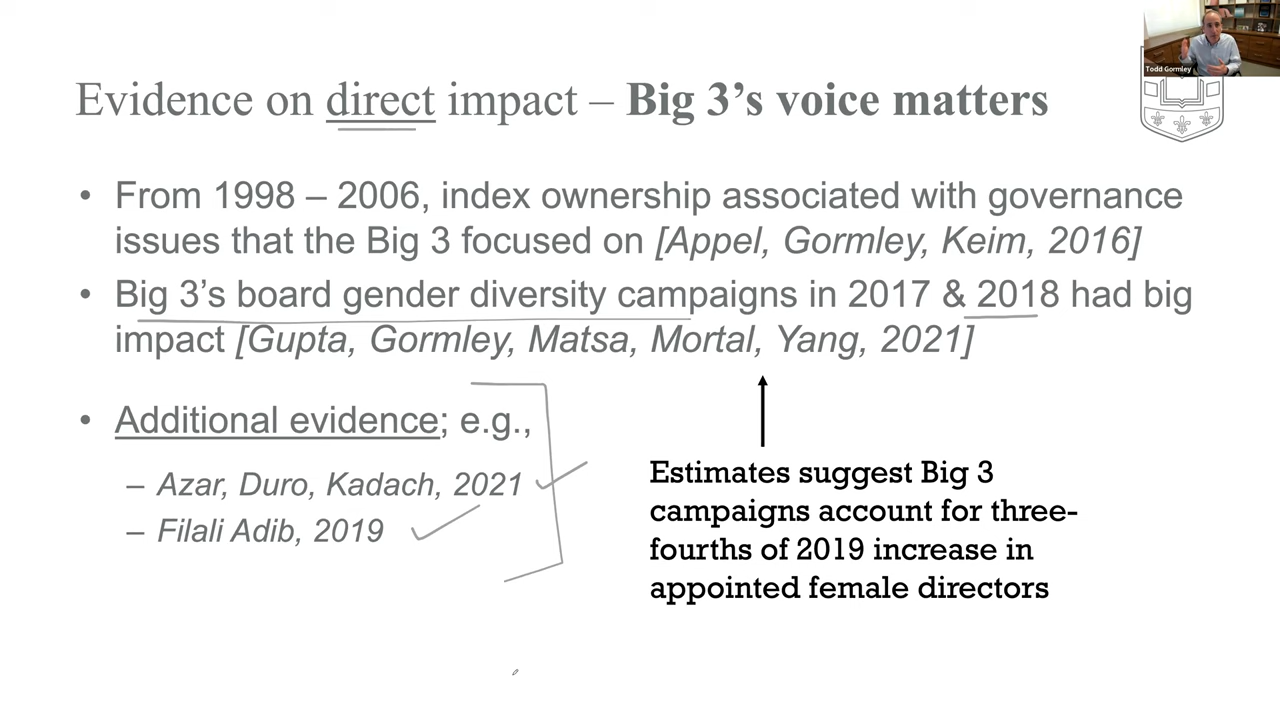 Todd Gormley
Evidence on direct impact – Big 3’s voice matters
• From 1998 – 2006, index ownership associated with governance
issues that the Big 3 focused on [Appel, Gormley, Keim, 2016]
• Big 3’s board gender diversity campaigns in 2017 & 2018 had big
impact [Gupta, Gormley, Matsa, Mortal, Yang, 2021]
• Additional evidence; e.g.,
– Azar, Duro, Kadach, 2021
– Filali Adib, 2019
Estimates suggest Big 3
campaigns account for three-
fourths of 2019 increase in
appointed female directors